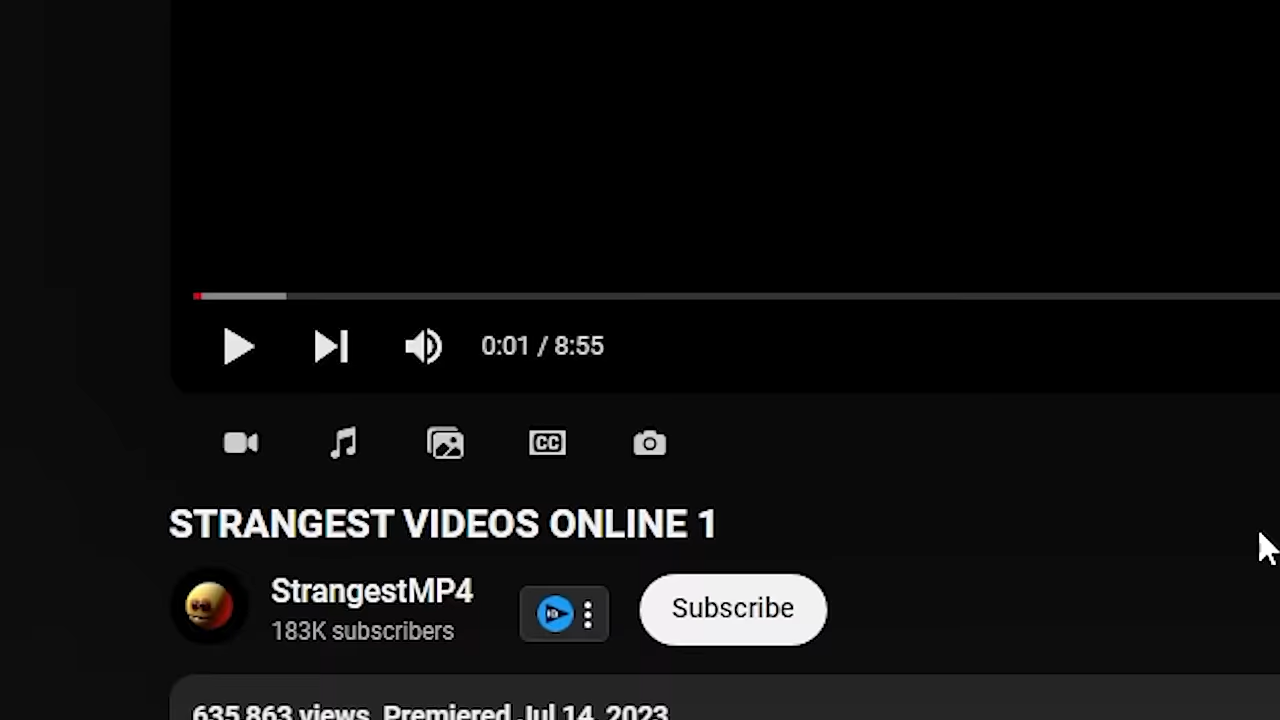 0:01 / 8:55
CC
STRANGEST VIDEOS ONLINE 1
StrangestMP4
183K subscribers
Subscribe
635,863 views Premiered Jul 14, 2023